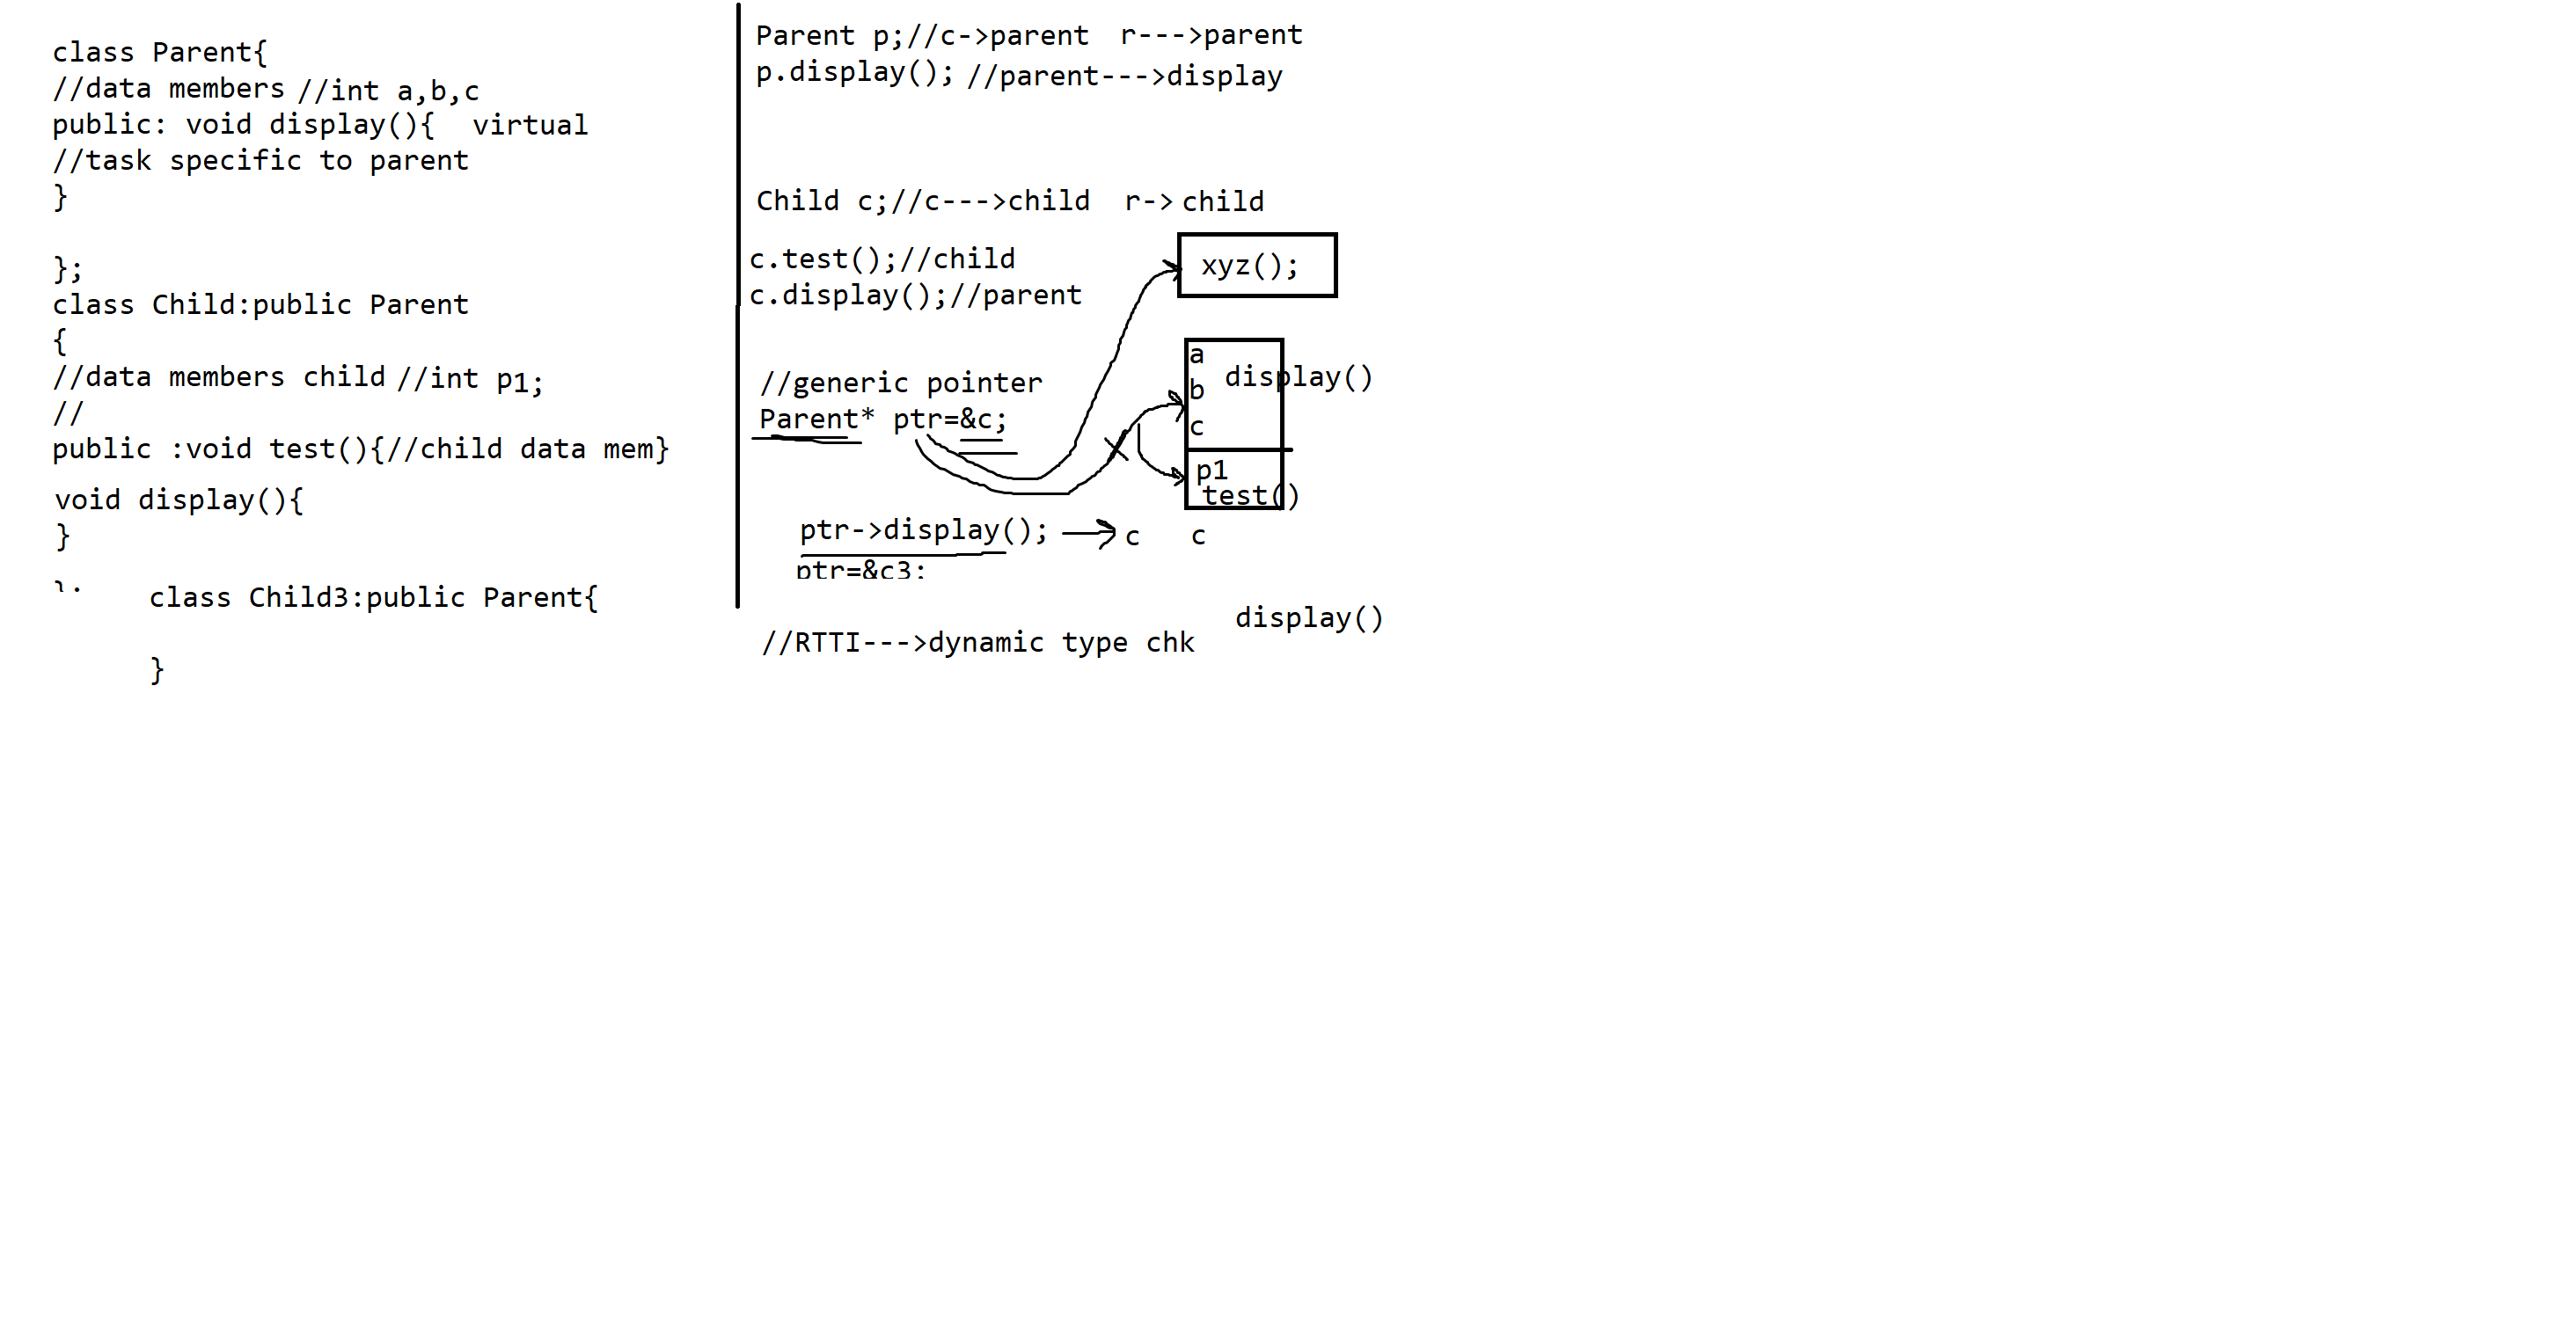 class Parent{
//data members //int a,b,c
public: void display(){ virtual
//task specific to parent
}
};
class Child:public Parent
{
//data members child //int p1;
//
public :void test(){//child data mem}
void display(){
}
};
class Child3:public Parent{
}
Parent p;//c->parent r--->parent
p.display(); //parent--->display
Child c;//c--->child r-> child
c.test();//child
c.display();//parent
xyz();
//generic pointer
Parent* ptr=&c;
a
b display()
c
p1
test()
ptr->display(); c c
ptr=&c3;
display()
//RTTI--->dynamic type chk